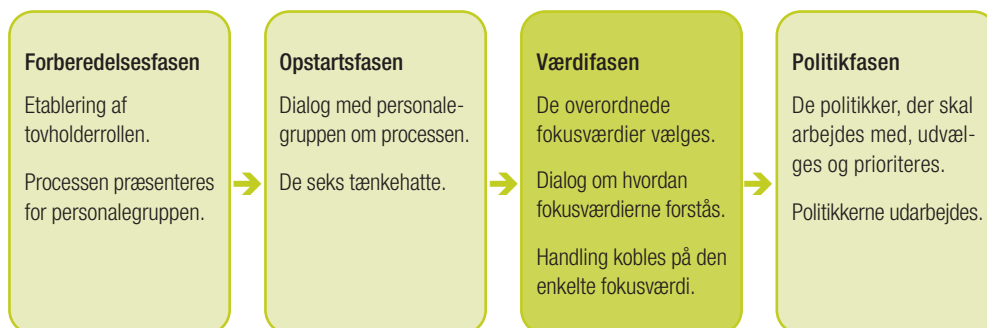 Forberedelsesfasen
Etablering af
tovholderrollen.
Processen præsenteres
for personalegruppen.
Opstartsfasen
Dialog med personale-
gruppen om processen.
De seks tænkehatte.
Værdifasen
De overordnede
fokusværdier vælges.
Dialog om hvordan
fokusværdierne forstås.
Handling kobles på den
enkelte fokusværdi.
Politikfasen
De politikker, der skal
arbejdes med, udvæl-
ges og prioriteres.
Politikkerne udarbejdes.